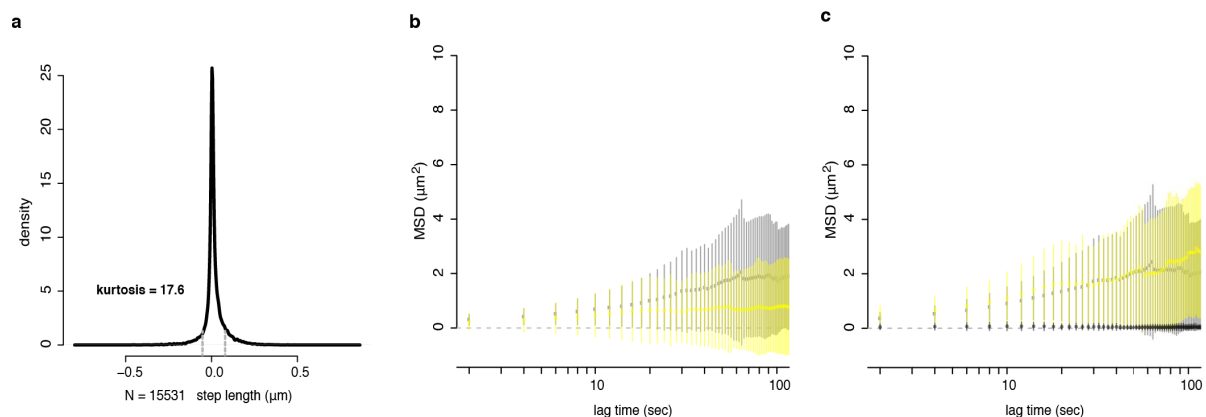 a
density
0
5
10
15
20
25
kurtosis = 17.6
−0.5
0.0
0.5
N = 15531 step length (μm)
b
MSD (μm²)
0
2
4
6
8
10
10
100
lag time (sec)
c
MSD (μm²)
0
2
4
6
8
10
10
100
lag time (sec)